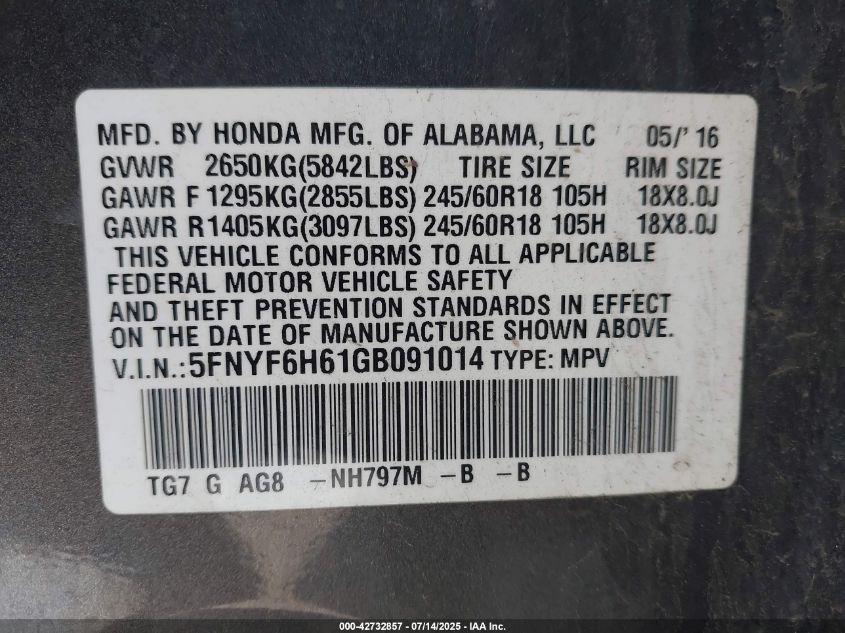 MFD. BY HONDA MFG. OF ALABAMA, LLC 05/' 16
GVWR 2650KG(5842LBS) TIRE SIZE RIM SIZE
GAWR F 1295KG(2855LBS) 245/60R18 105H 18X8.0J
GAWR R1405KG(3097LBS) 245/60R18 105H 18X8.0J
THIS VEHICLE CONFORMS TO ALL APPLICABLE
FEDERAL MOTOR VEHICLE SAFETY
AND THEFT PREVENTION STANDARDS IN EFFECT
ON THE DATE OF MANUFACTURE SHOWN ABOVE.
V.I.N.:5FNYF6H61GB091014 TYPE: MPV
TG7 G AG8 -NH797M -B -B
000-42732857 - 07/14/2025 - IAA Inc.